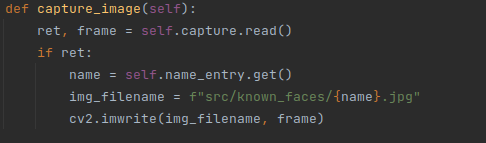 def capture_image(self):
    ret, frame = self.capture.read()
    if ret:
        name = self.name_entry.get()
        img_filename = f"src/known_faces/{name}.jpg"
        cv2.imwrite(img_filename, frame)